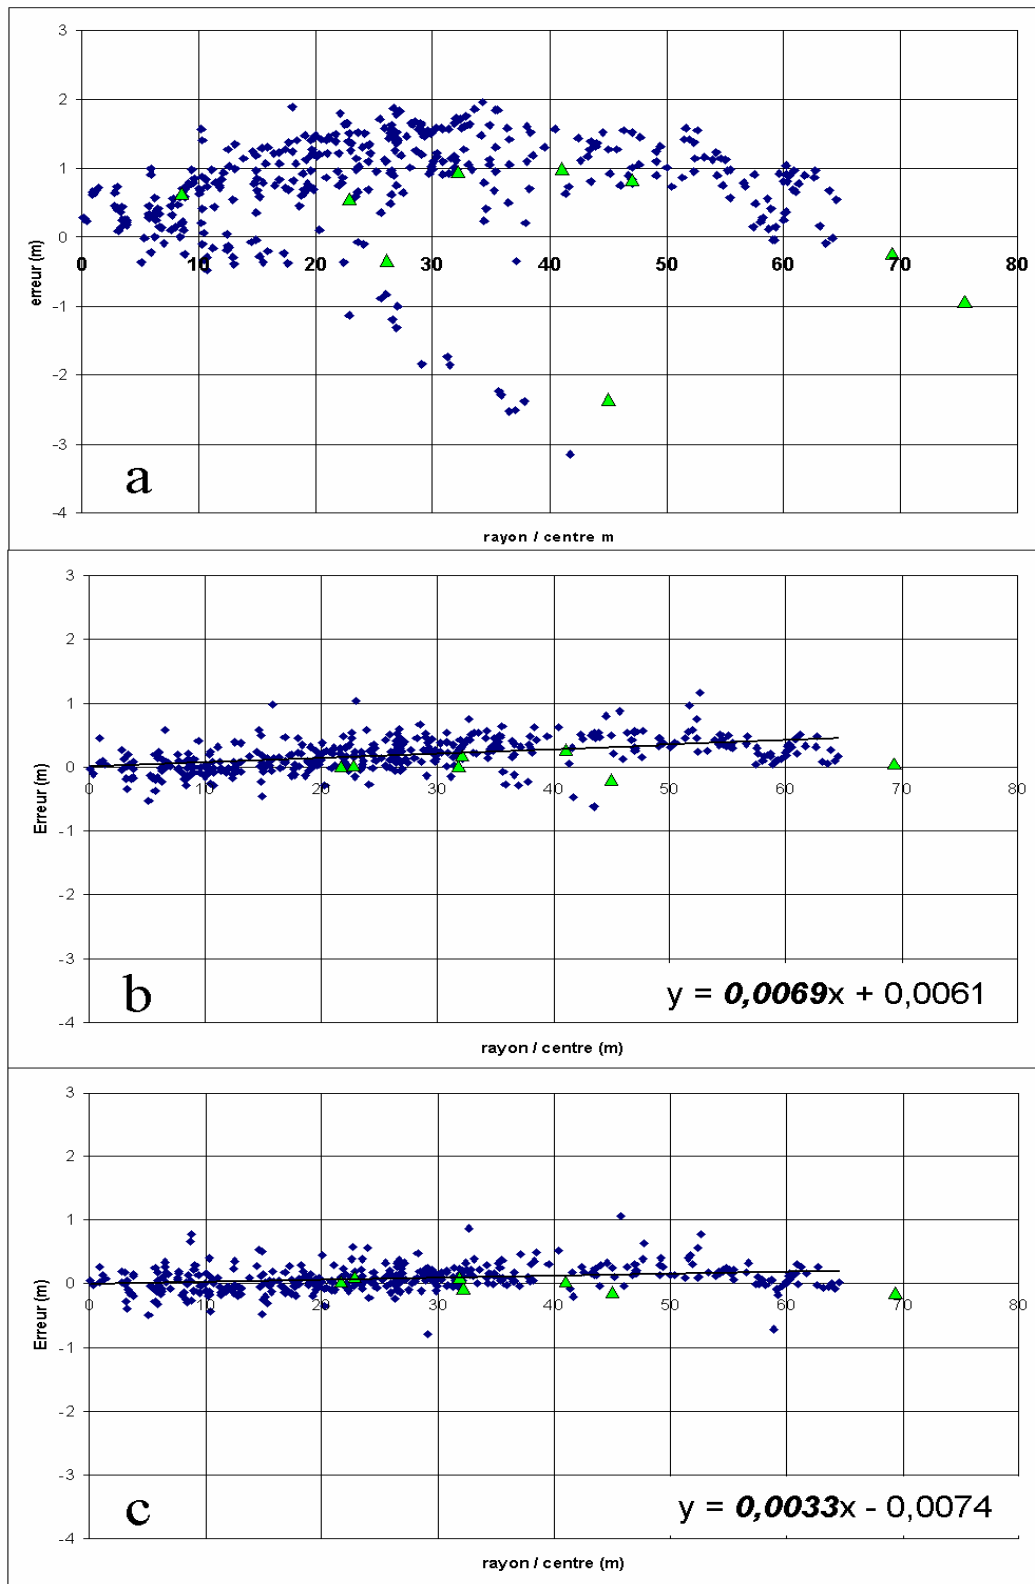 3
2
1
0
0 10 20 30 40 50 60 70 80
-1
-2
-3
-4
erreur (m)
a
rayon / centre m
3
2
1
0
0 10 20 30 40 50 60 70 80
-1
-2
-3
-4
Erreur (m)
b
y = 0,0069x + 0,0061
rayon / centre (m)
3
2
1
0
0 10 20 30 40 50 60 70 80
-1
-2
-3
-4
Erreur (m)
c
y = 0,0033x - 0,0074
rayon / centre (m)